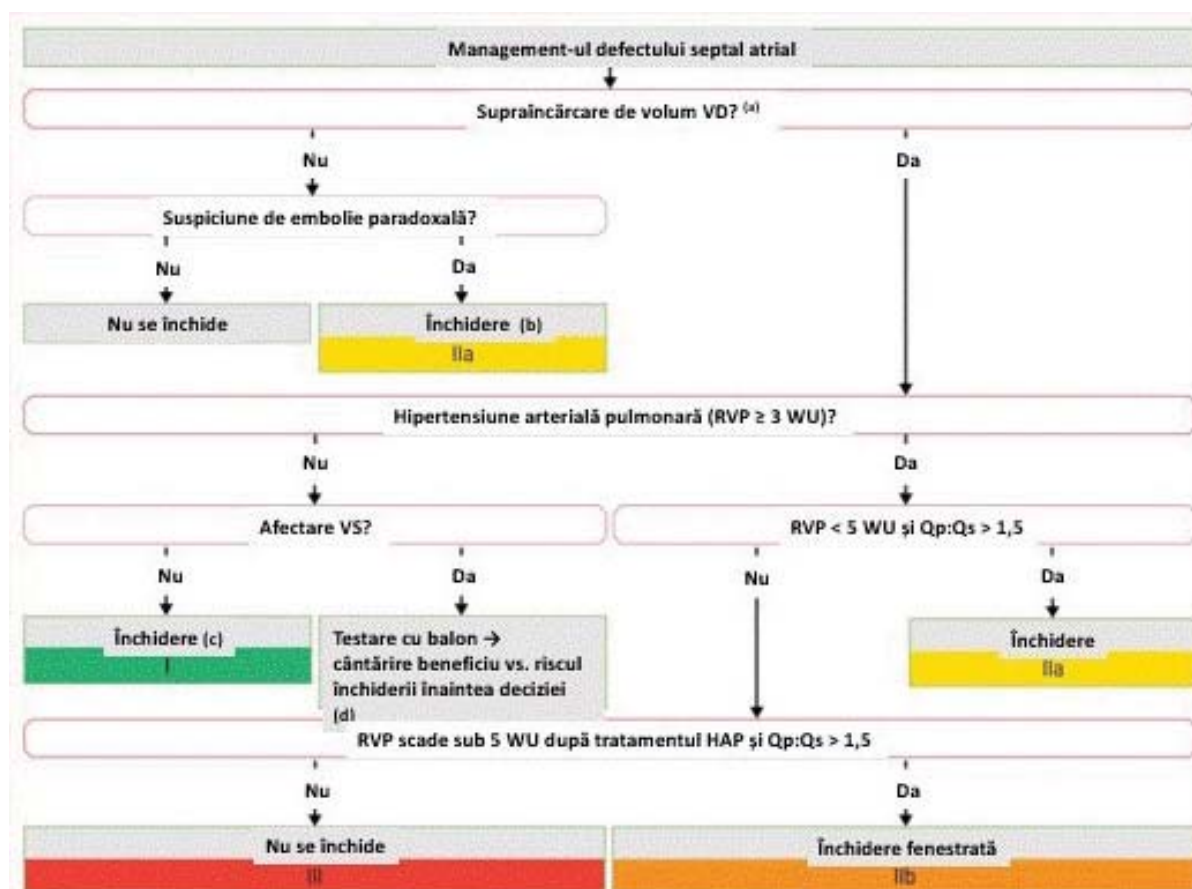 Management-ul defectului septal atrial
Supraîncărcare de volum VD? (a)
Nu
Da
Suspiciune de embolie paradoxală?
Nu
Da
Nu se închide
Închidere (b)
IIa
Hipertensiune arterială pulmonară (RVP ≥ 3 WU)?
Nu
Da
Afectare VS?
RVP < 5 WU și Qp:Qs > 1,5
Nu
Da
Nu
Da
Închidere (c)
I
Testare cu balon →
cântărire beneficiu vs. riscul
închiderii înaintea deciziei
(d)
Închidere
IIa
RVP scade sub 5 WU după tratamentul HAP și Qp:Qs > 1,5
Nu
Da
Nu se închide
III
Închidere fenestrată
IIb